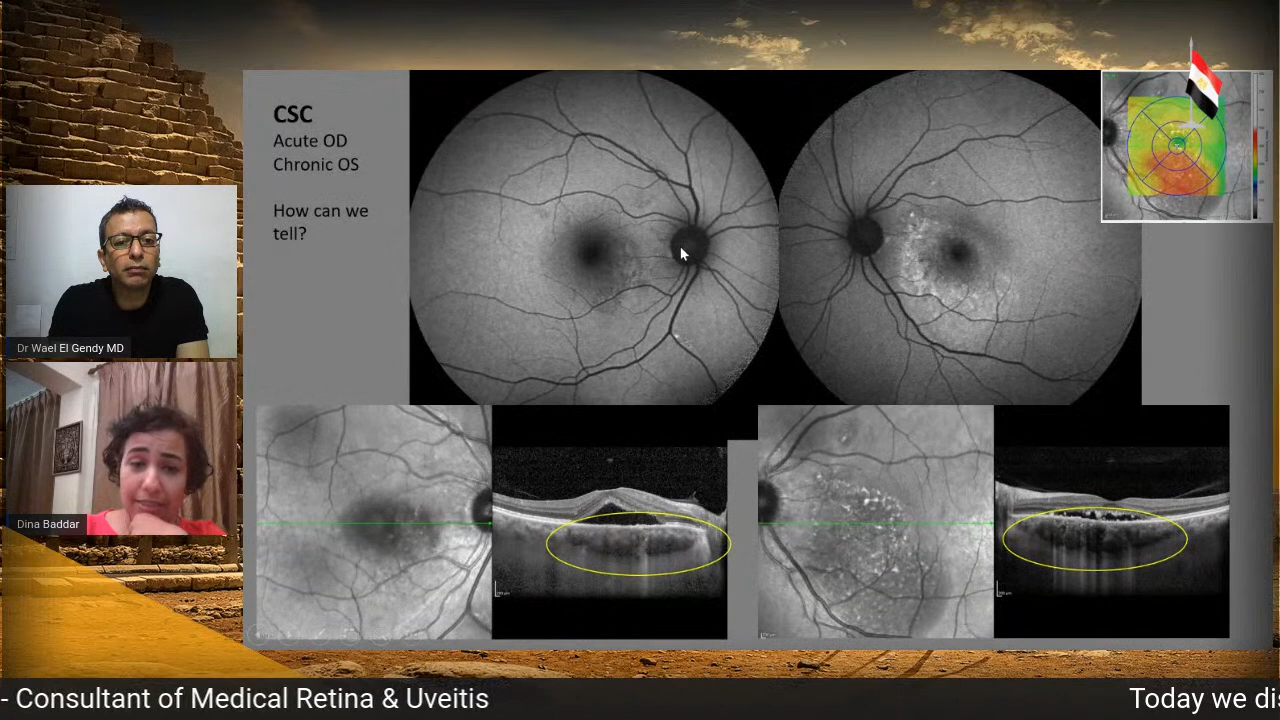 CSC
Acute OD
Chronic OS
How can we
tell?
Dr Wael El Gendy MD
Dina Baddar
- Consultant of Medical Retina & Uveitis
Today we dis